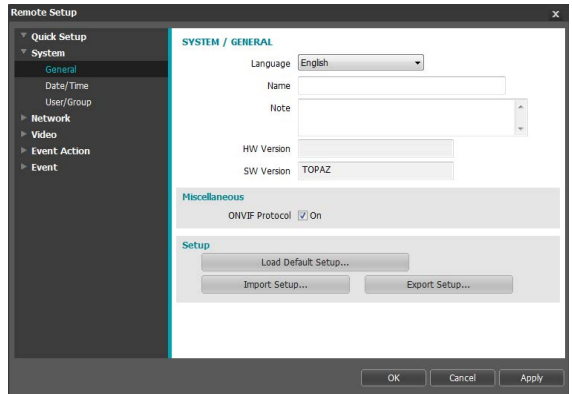 Remote Setup
x
Quick Setup
System
General
Date/Time
User/Group
Network
Video
Event Action
Event
SYSTEM / GENERAL
Language English
Name
Note
HW Version
SW Version TOPAZ
Miscellaneous
ONVIF Protocol On
Setup
Load Default Setup...
Import Setup... Export Setup...
OK Cancel Apply